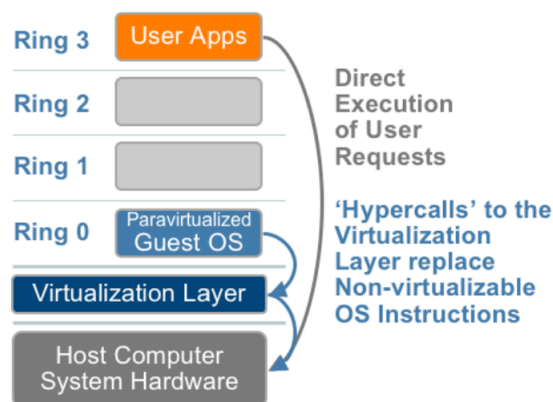 Ring 3
User Apps
Ring 2
Ring 1
Ring 0
Paravirtualized
Guest OS
Virtualization Layer
Host Computer
System Hardware
Direct
Execution
of User
Requests
‘Hypercalls’ to the
Virtualization
Layer replace
Non-virtualizable
OS Instructions